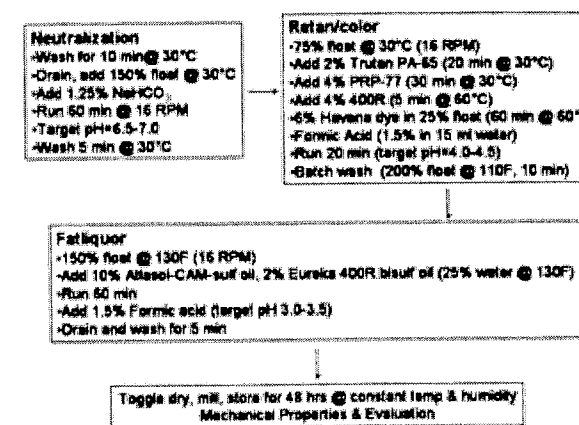 Neutralization
•Wash for 10 min@ 30°C
•Drain, add 150% float @ 30°C
•Add 1.25% NaHCO3
•Run 60 min @ 16 RPM
•Target pH=6.5-7.0
•Wash 5 min @ 30°C
Retan/color
•75% float @ 30°C (16 RPM)
•Add 2% Trutan PA-65 (20 min @ 30°C)
•Add 4% PRP-77 (30 min @ 30°C)
•Add 4% 400R (5 min @ 60°C)
•6% Havana dye in 25% float (60 min @ 60°
•Formic Acid (1.5% in 15 ml water)
•Run 20 min (target pH=4.0-4.5)
•Batch wash (200% float @ 110F, 10 min)
Fatliquor
•150% float @ 130F (16 RPM)
•Add 10% Altasol-CAM-sulf oil, 2% Eureka 400R bisulf oil (25% water @ 130F)
•Run 60 min
•Add 1.5% Formic acid (target pH 3.0-3.5)
•Drain and wash for 5 min
Toggle dry, mill, store for 48 hrs @ constant temp & humidity
Mechanical Properties & Evaluation